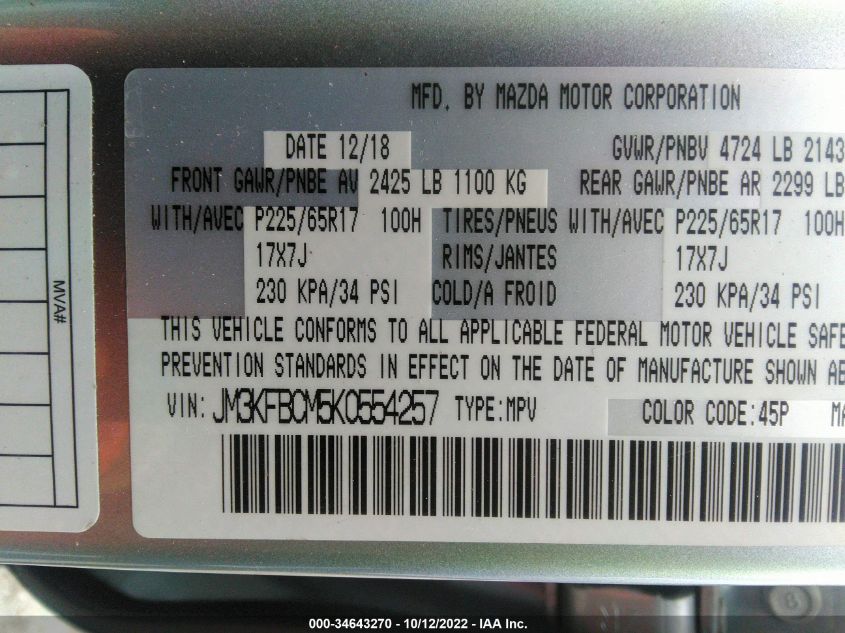 MFD. BY MAZDA MOTOR CORPORATION
DATE 12/18 GVWR/PNBV 4724 LB 2143
FRONT GAWR/PNBE AV 2425 LB 1100 KG REAR GAWR/PNBE AR 2299 LB
WITH/AVEC P225/65R17 100H TIRES/PNEUS WITH/AVEC P225/65R17 100H
17X7J RIMS/JANTES 17X7J
230 KPA/34 PSI COLD/A FROID 230 KPA/34 PSI
THIS VEHICLE CONFORMS TO ALL APPLICABLE FEDERAL MOTOR VEHICLE SAFE
PREVENTION STANDARDS IN EFFECT ON THE DATE OF MANUFACTURE SHOWN AB
VIN: JM3KFBCM5K0554257 TYPE:MPV COLOR CODE:45P MA
MVA#
000-34643270 - 10/12/2022 - IAA Inc.